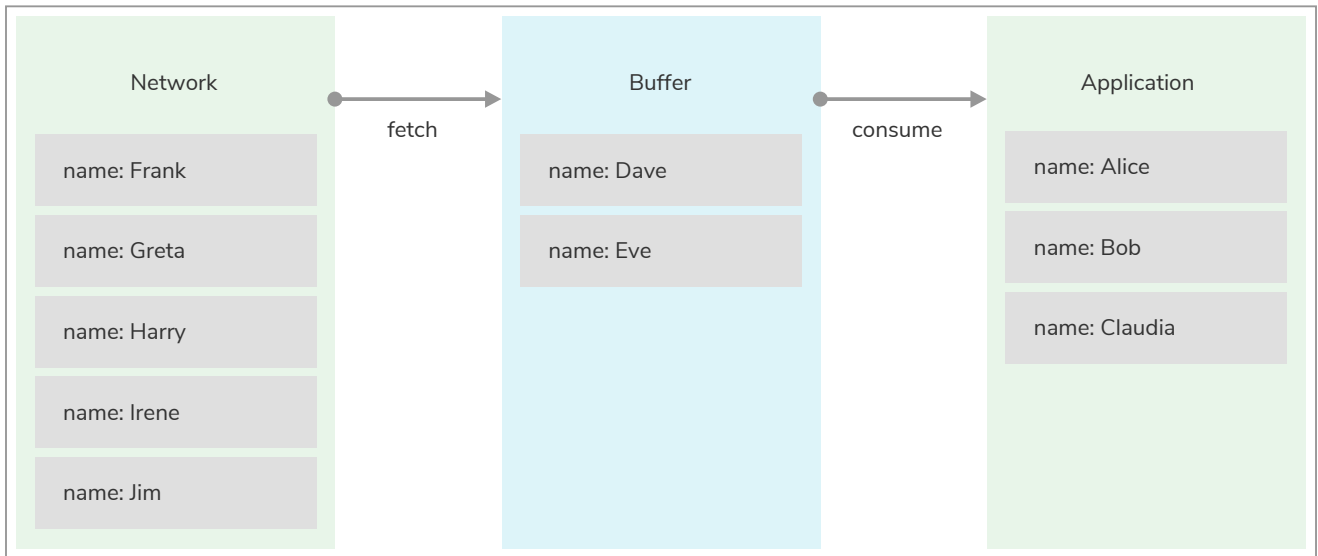 Network
name: Frank
name: Greta
name: Harry
name: Irene
name: Jim
fetch
Buffer
name: Dave
name: Eve
consume
Application
name: Alice
name: Bob
name: Claudia